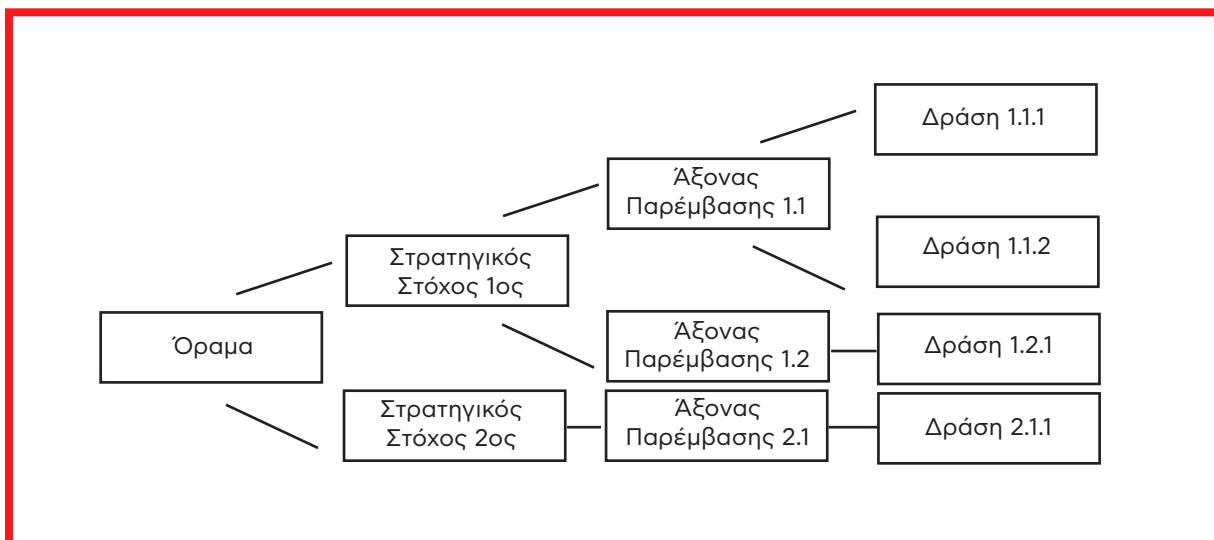 Δράση 1.1.1
Άξονας
Παρέμβασης 1.1
Δράση 1.1.2
Στρατηγικός
Στόχος 1ος
Όραμα
Άξονας
Παρέμβασης 1.2
Δράση 1.2.1
Στρατηγικός
Στόχος 2ος
Άξονας
Παρέμβασης 2.1
Δράση 2.1.1